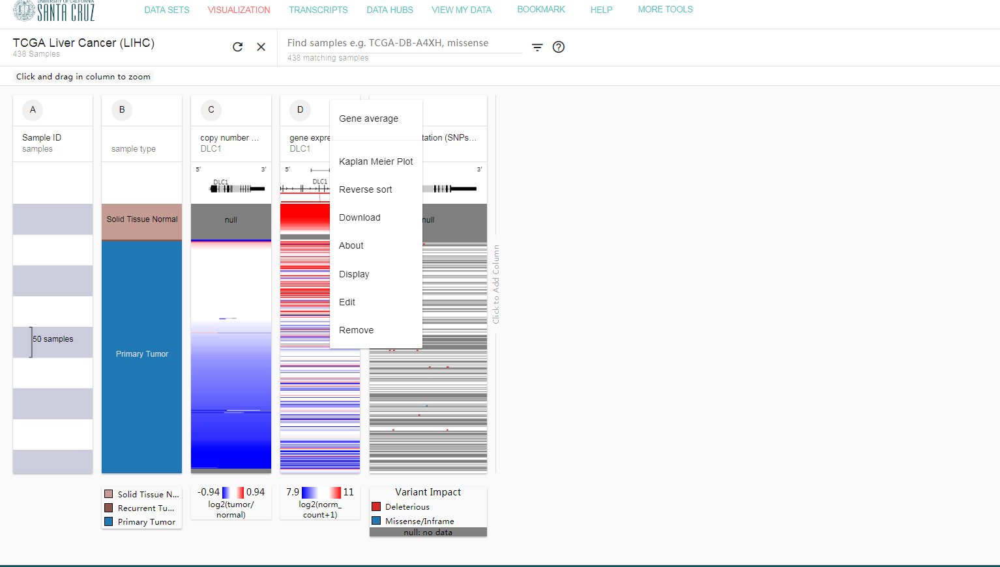 UNIVERSITY OF CALIFORNIA
SANTA CRUZ
DATA SETS
VISUALIZATION
TRANSCRIPTS
DATA HUBS
VIEW MY DATA
BOOKMARK
HELP
MORE TOOLS
TCGA Liver Cancer (LIHC)
438 Samples
Find samples e.g. TCGA-DB-A4XH, missense
438 matching samples
Click and drag in column to zoom
A
Sample ID
samples
50 samples
B
sample type
Solid Tissue Normal
Primary Tumor
C
copy number ...
DLC1
5' 3'
DLC1
null
D
gene expre
DLC1
5'
DLC1
Gene average
Kaplan Meier Plot
Reverse sort
Download
About
Display
Edit
Remove
tation (SNPs...
3'
null
Click to Add Column
Solid Tissue N...
Recurrent Tu...
Primary Tumor
-0.94 0.94
log2(tumor/
normal)
7.9 11
log2(norm_
count+1)
Variant Impact
Deleterious
Missense/Inframe
null: no data